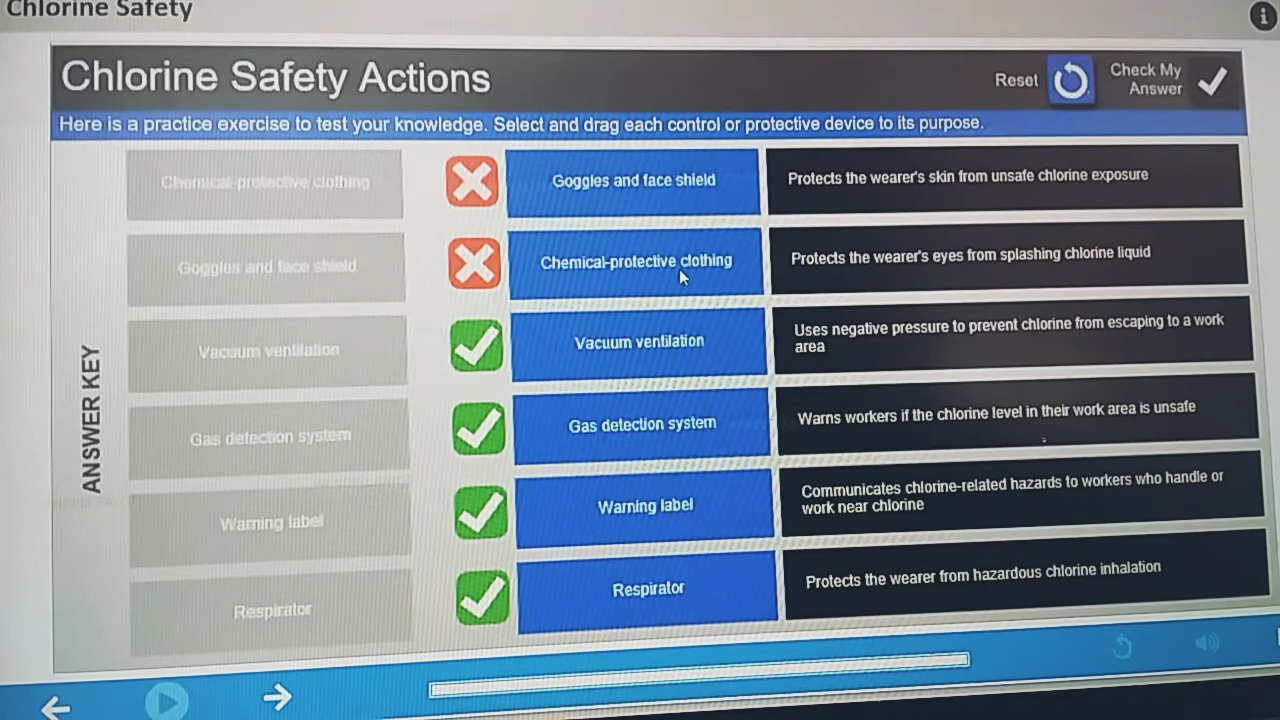 Chlorine Safety
Chlorine Safety Actions
Reset
Check My
Answer
Here is a practice exercise to test your knowledge. Select and drag each control or protective device to its purpose.
ANSWER KEY
Chemical-protective clothing
Goggles and face shield
Protects the wearer's skin from unsafe chlorine exposure
Goggles and face shield
Chemical-protective clothing
Protects the wearer's eyes from splashing chlorine liquid
Vacuum ventilation
Vacuum ventilation
Uses negative pressure to prevent chlorine from escaping to a work
area
Gas detection system
Gas detection system
Warns workers if the chlorine level in their work area is unsafe
Warning label
Warning label
Communicates chlorine-related hazards to workers who handle or
work near chlorine
Respirator
Respirator
Protects the wearer from hazardous chlorine inhalation